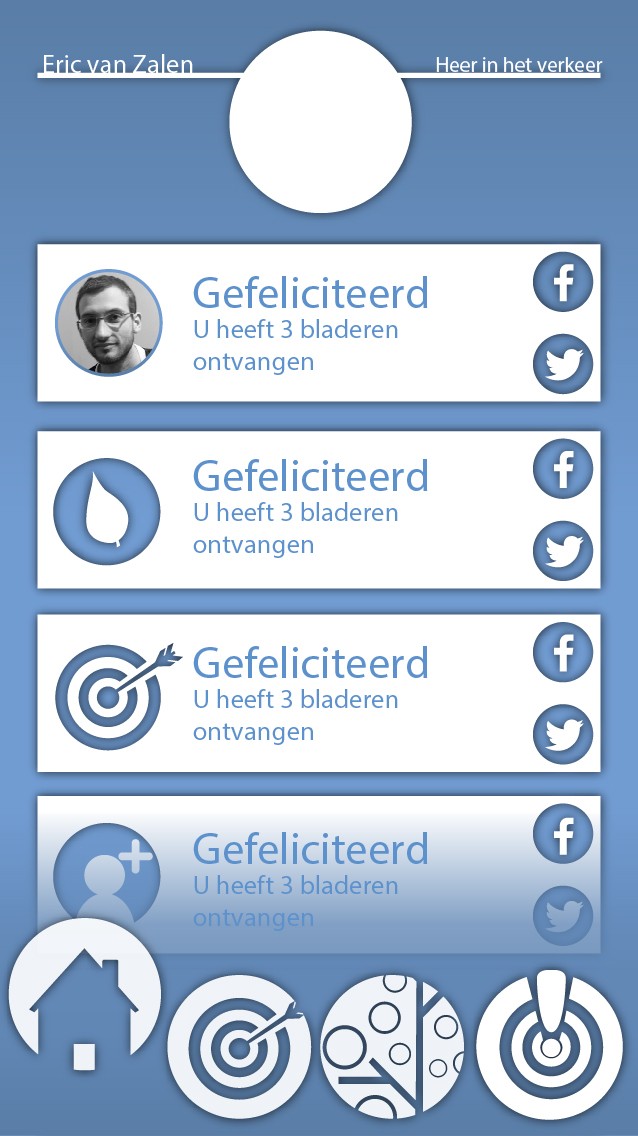 Eric van Zalen
Heer in het verkeer
Gefeliciteerd
U heeft 3 bladeren
ontvangen
Gefeliciteerd
U heeft 3 bladeren
ontvangen
Gefeliciteerd
U heeft 3 bladeren
ontvangen
Gefeliciteerd
U heeft 3 bladeren
ontvangen